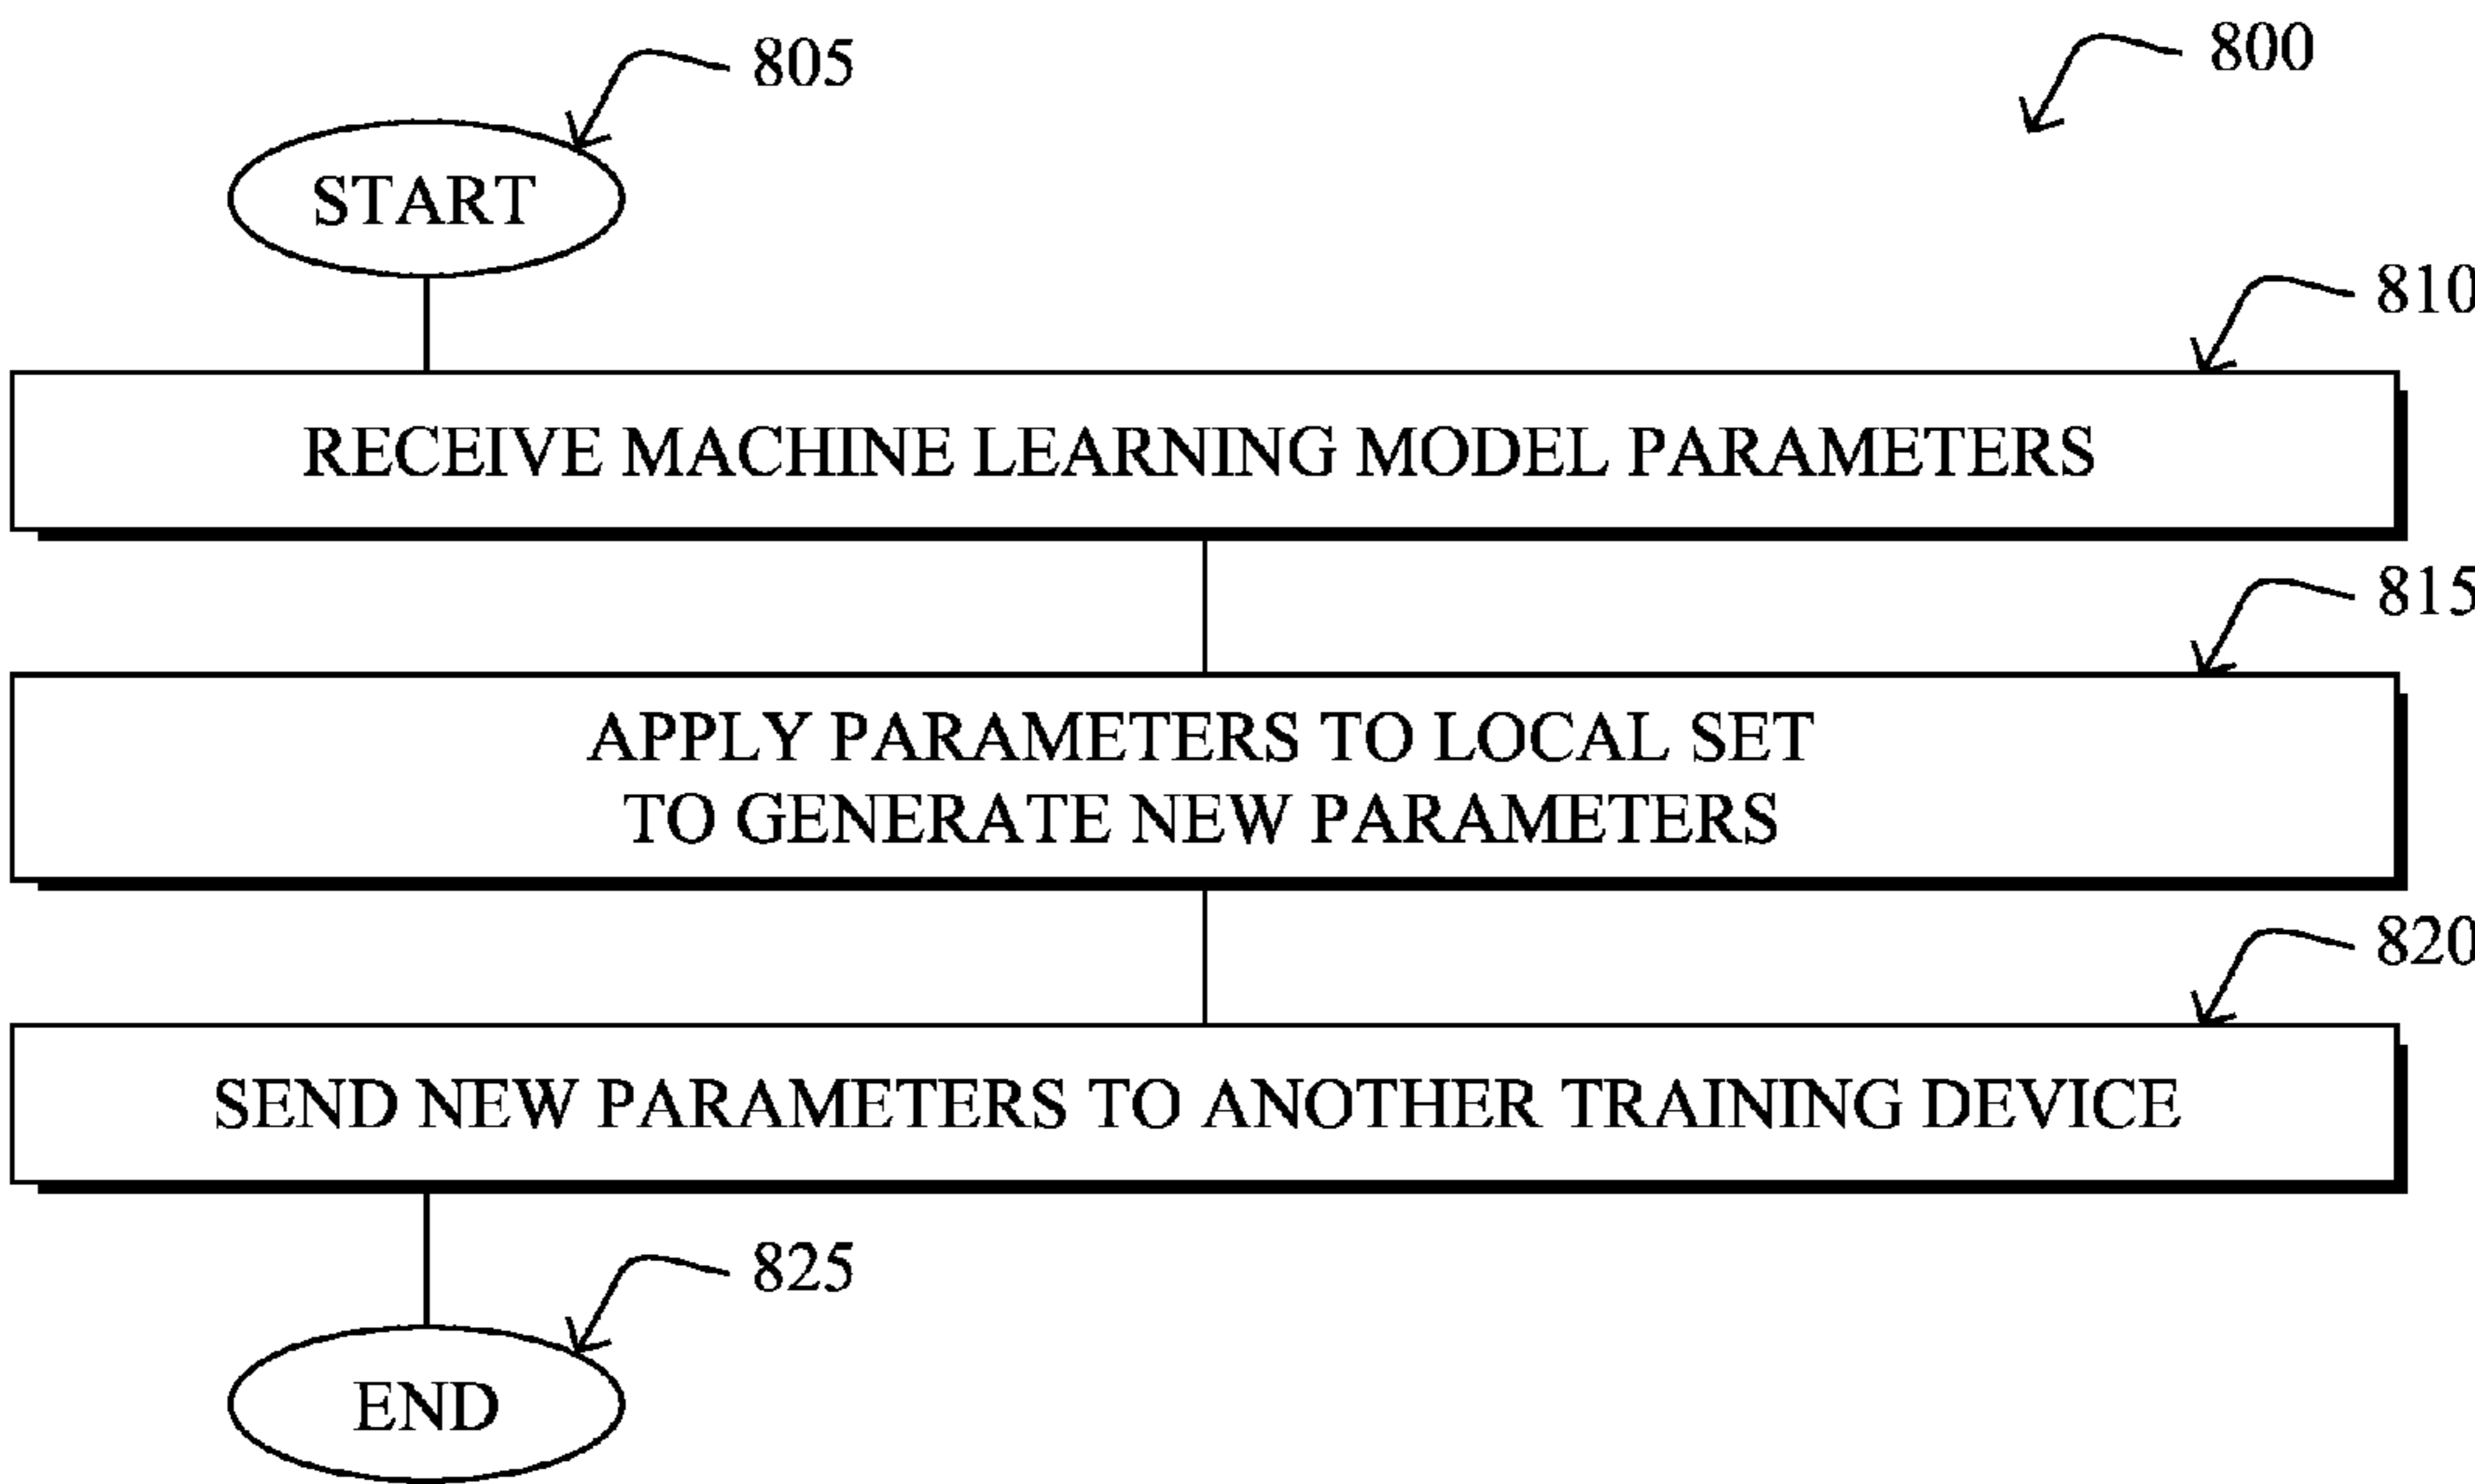 805
800
START
810
RECEIVE MACHINE LEARNING MODEL PARAMETERS
815
APPLY PARAMETERS TO LOCAL SET
TO GENERATE NEW PARAMETERS
820
SEND NEW PARAMETERS TO ANOTHER TRAINING DEVICE
825
END